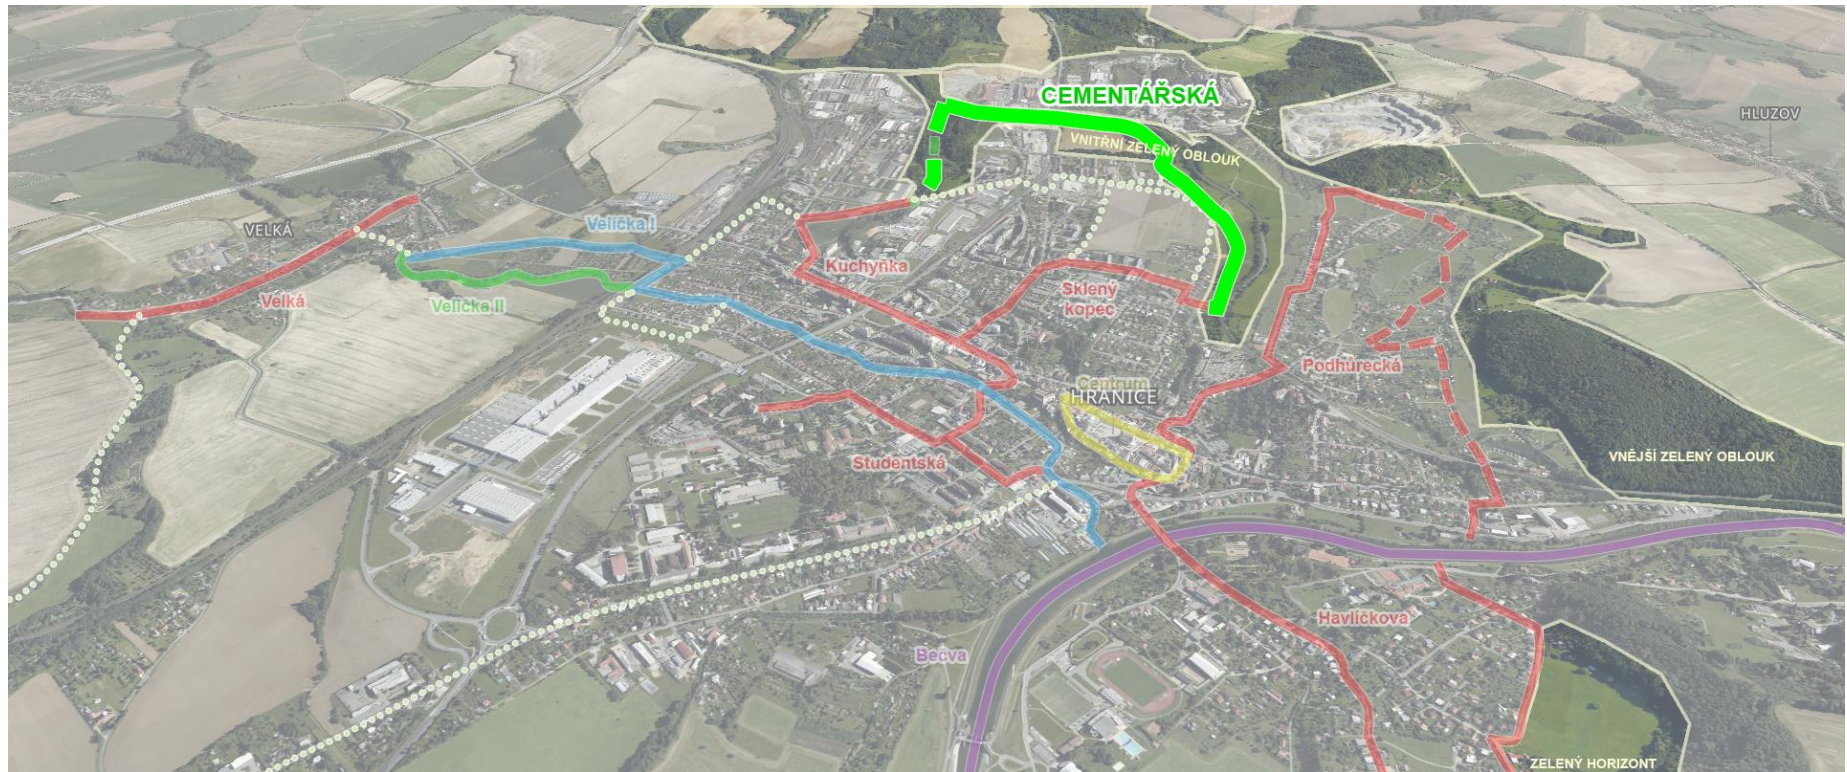 CEMENTÁŘSKÁ
HLUZOV
VNITŘNÍ ZELENÝ OBLOUK
VELKÁ
Velička I
Kuchyňka
Velká
Velička II
Sklený
kopec
Podhůrecká
Centrum
HRANICE
Studentská
VNĚJŠÍ ZELENÝ OBLOUK
Havlíčkova
Bečva
ZELENÝ HORIZONT